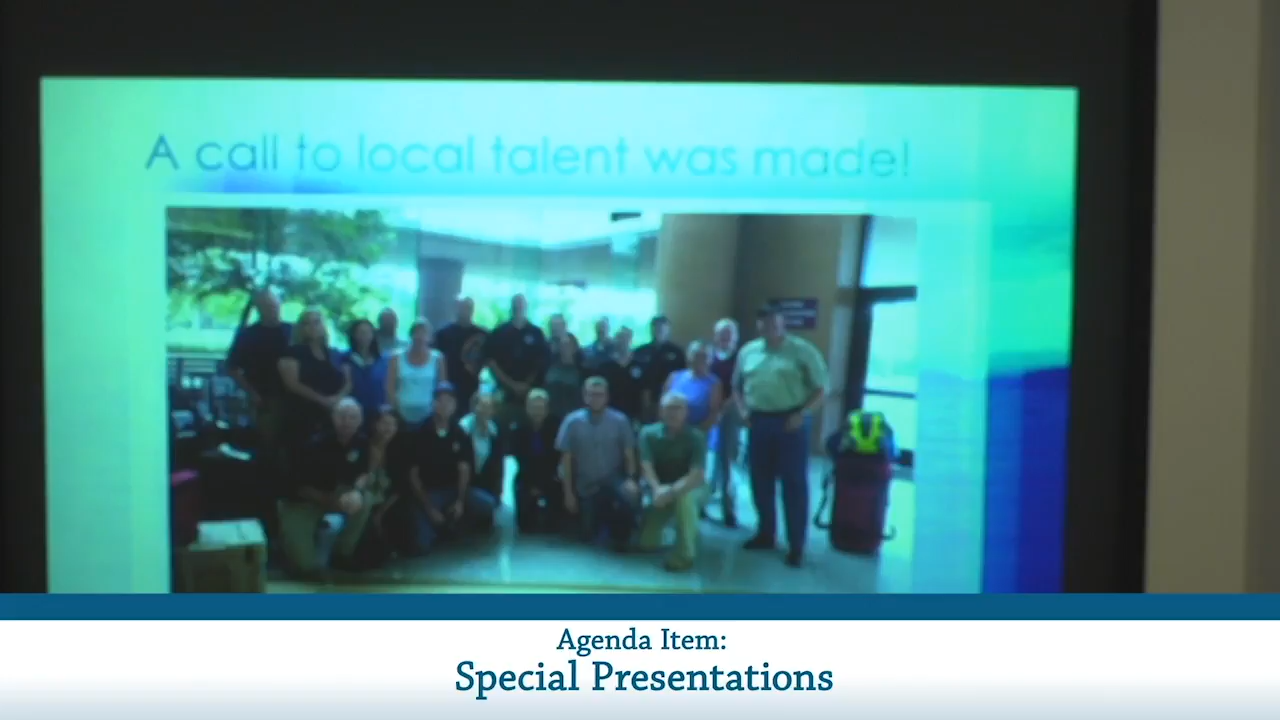 A call to local talent was made!
Agenda Item:
Special Presentations